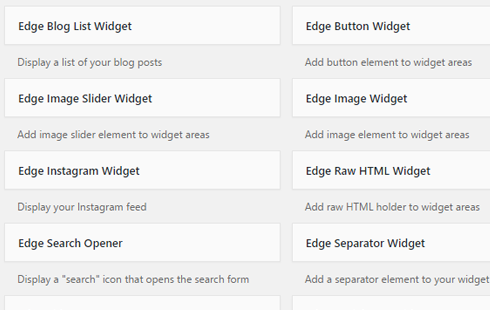 Edge Blog List Widget
Edge Button Widget
Display a list of your blog posts
Add button element to widget areas
Edge Image Slider Widget
Edge Image Widget
Add image slider element to widget areas
Add image element to widget areas
Edge Instagram Widget
Edge Raw HTML Widget
Display your Instagram feed
Add raw HTML holder to widget areas
Edge Search Opener
Edge Separator Widget
Display a "search" icon that opens the search form
Add a separator element to your widget